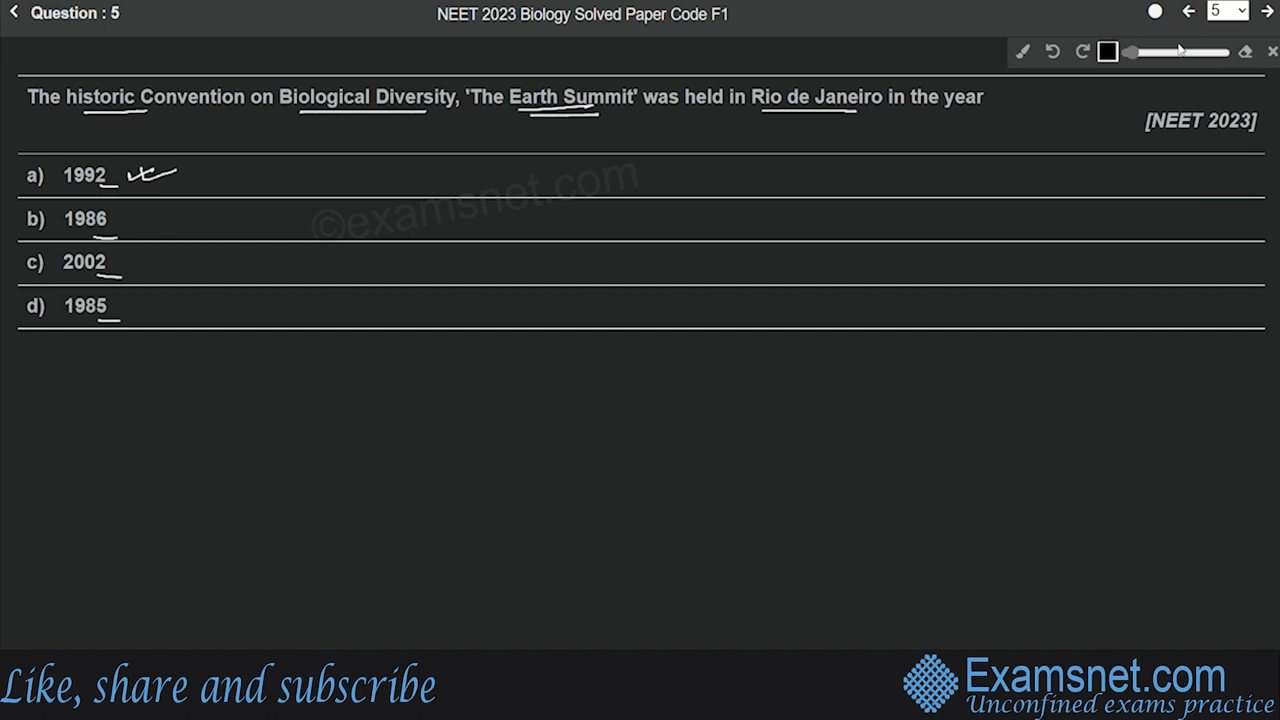 Question : 5
NEET 2023 Biology Solved Paper Code F1
5
The historic Convention on Biological Diversity, 'The Earth Summit' was held in Rio de Janeiro in the year
[NEET 2023]
a) 1992
b) 1986
c) 2002
d) 1985
©examsnet.com
Like, share and subscribe
Examsnet.com
Unconfined exams practice